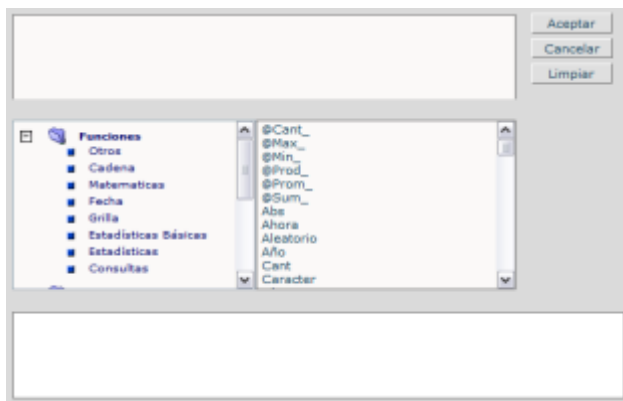 Aceptar
Cancelar
Limpiar
Funciones
Otros
Cadena
Matematicas
Fecha
Grilla
Estadísticas Básicas
Estadísticas
Consultas
@Cant_
@Max_
@Min_
@Prod_
@Prom_
@Sum_
Abs
Ahora
Aleatorio
Año
Cant
Caracter